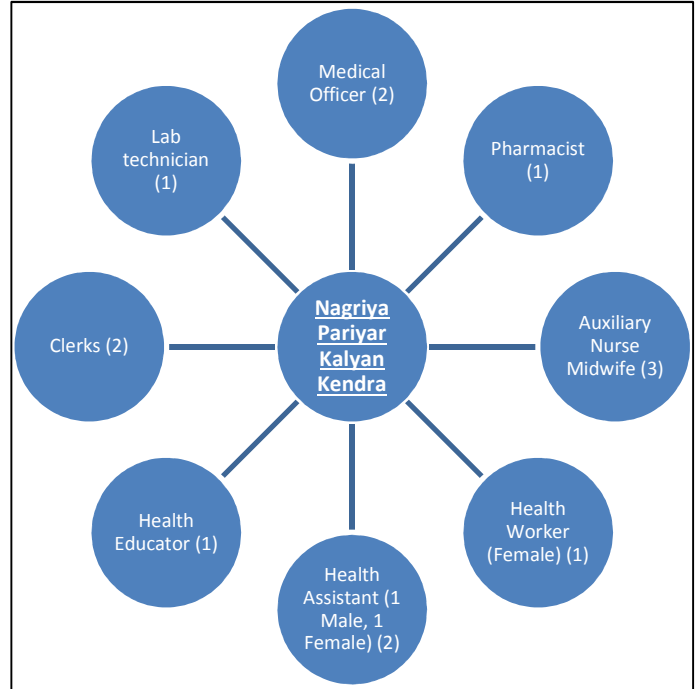 Medical
Officer (2)
Pharmacist
(1)
Auxiliary
Nurse
Midwife (3)
Health
Worker
(Female) (1)
Health
Assistant (1
Male, 1
Female) (2)
Health
Educator (1)
Clerks (2)
Lab
technician
(1)
Nagriya
Pariyar
Kalyan
Kendra